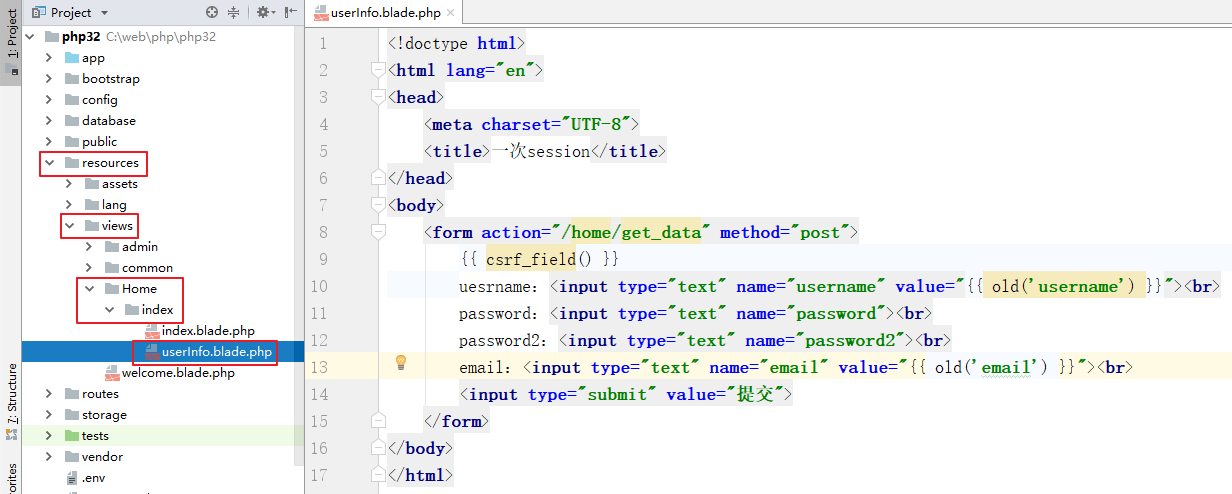 1: Project
Project
php32 C:\web\php\php32
app
bootstrap
config
database
public
resources
assets
lang
views
admin
common
Home
index
index.blade.php
userInfo.blade.php
welcome.blade.php
routes
storage
tests
vendor
.env
7: Structure
userInfo.blade.php
1 <!doctype html>
2 <html lang="en">
3 <head>
4 <meta charset="UTF-8">
5 <title>一次session</title>
6 </head>
7 <body>
8 <form action="/home/get_data" method="post">
9 {{ csrf_field() }}
10 uesrname: <input type="text" name="username" value="{{ old('username') }}"><br>
11 password: <input type="text" name="password"><br>
12 password2: <input type="text" name="password2"><br>
13 email: <input type="text" name="email" value="{{ old('email') }}"><br>
14 <input type="submit" value="提交">
15 </form>
16 </body>
17 </html>